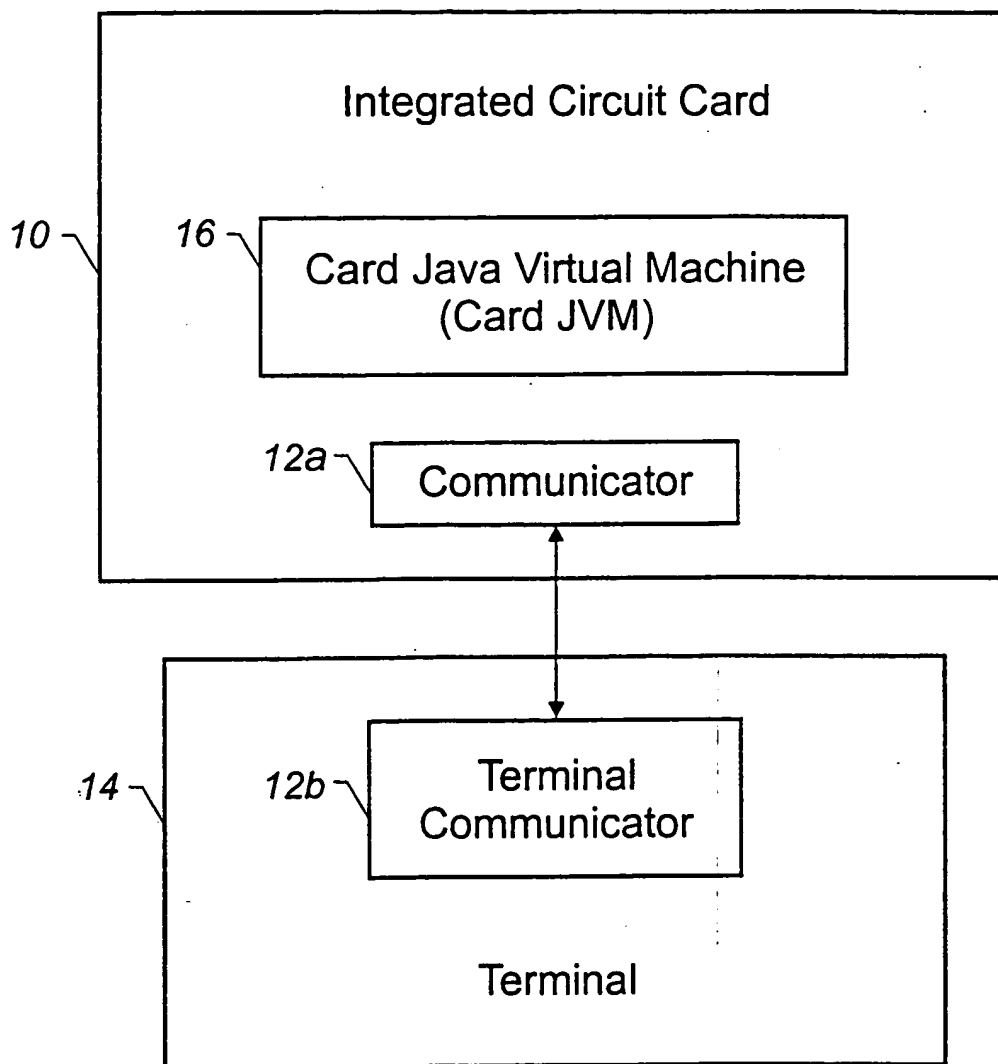 Integrated Circuit Card
10
16
Card Java Virtual Machine
(Card JVM)
12a
Communicator
14
12b
Terminal
Communicator
Terminal